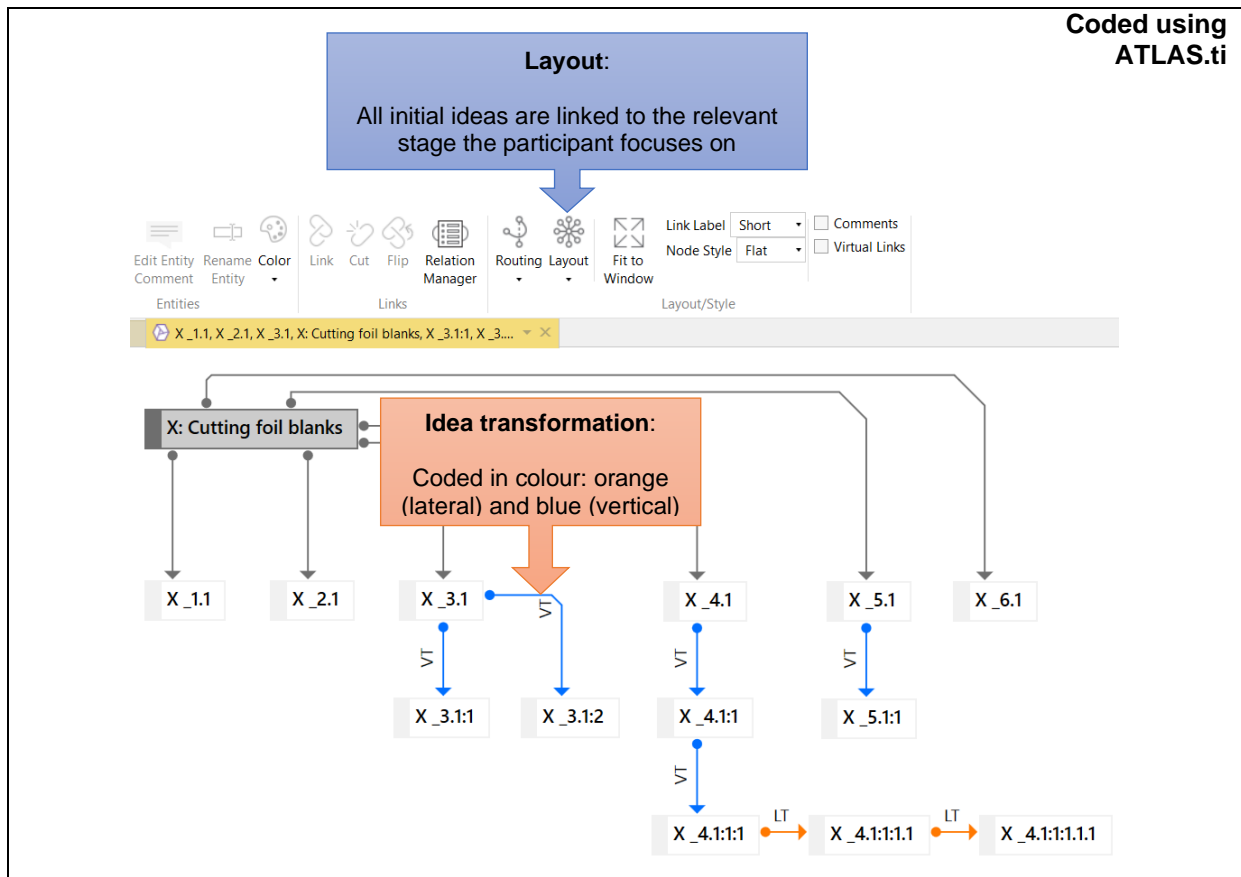 Coded using
ATLAS.ti
Layout:
All initial ideas are linked to the relevant
stage the participant focuses on
Edit Entity
Comment
Rename
Entity
Color
Link
Cut
Flip
Relation
Manager
Routing
Layout
Fit to
Window
Link Label Short
Node Style Flat
Comments
Virtual Links
Entities
Links
Layout/Style
X _1.1, X _2.1, X _3.1, X: Cutting foil blanks, X _3.1:1, X _3....
X: Cutting foil blanks
Idea transformation:
Coded in colour: orange
(lateral) and blue (vertical)
X _1.1
X _2.1
X _3.1
X _4.1
X _5.1
X _6.1
VT
VT
VT
VT
X _3.1:1
X _3.1:2
X _4.1:1
X _5.1:1
VT
X _4.1:1:1
LT
X _4.1:1:1.1
LT
X _4.1:1:1.1.1